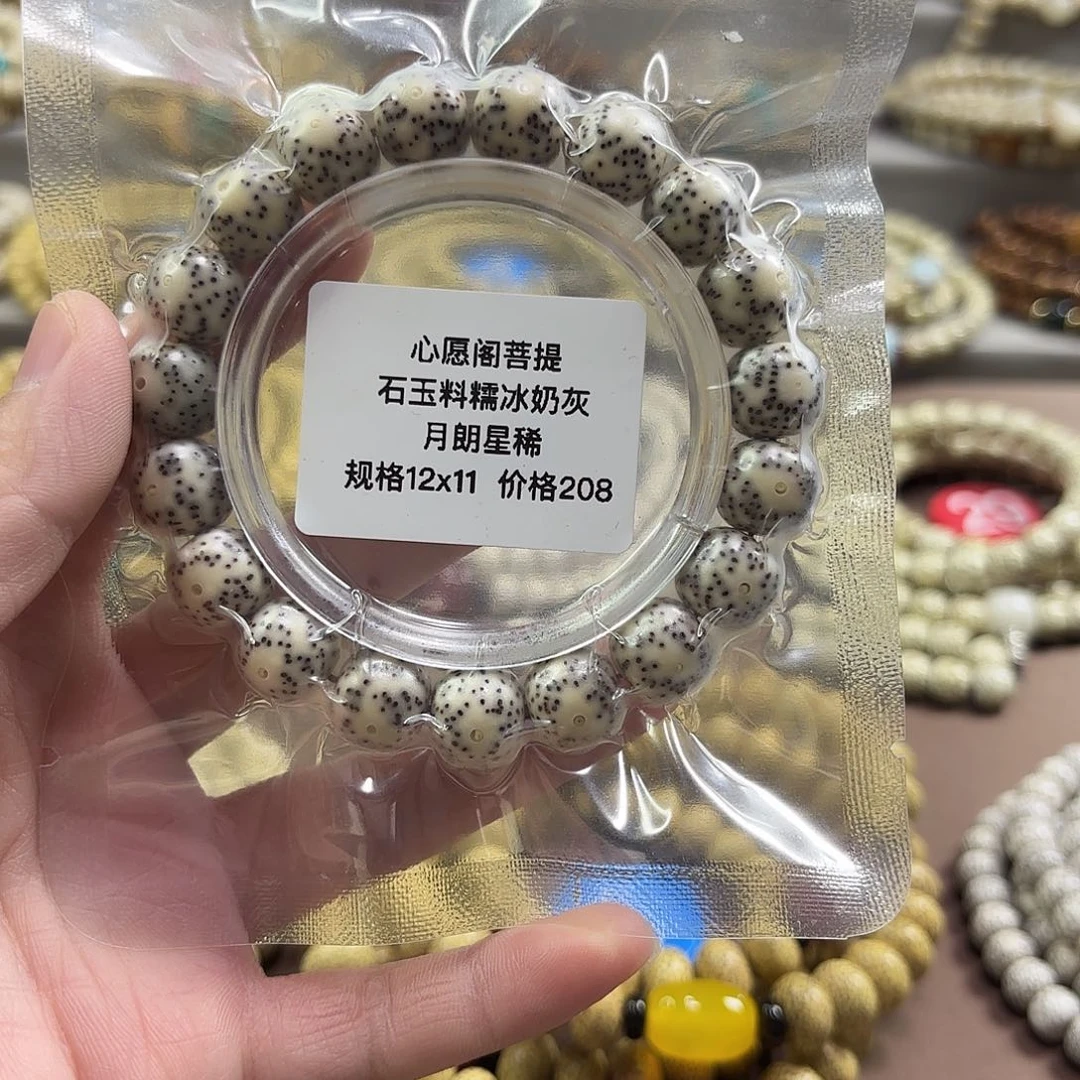 心愿阁菩提
石玉料糯冰奶灰
月朗星稀
规格12x11 价格208